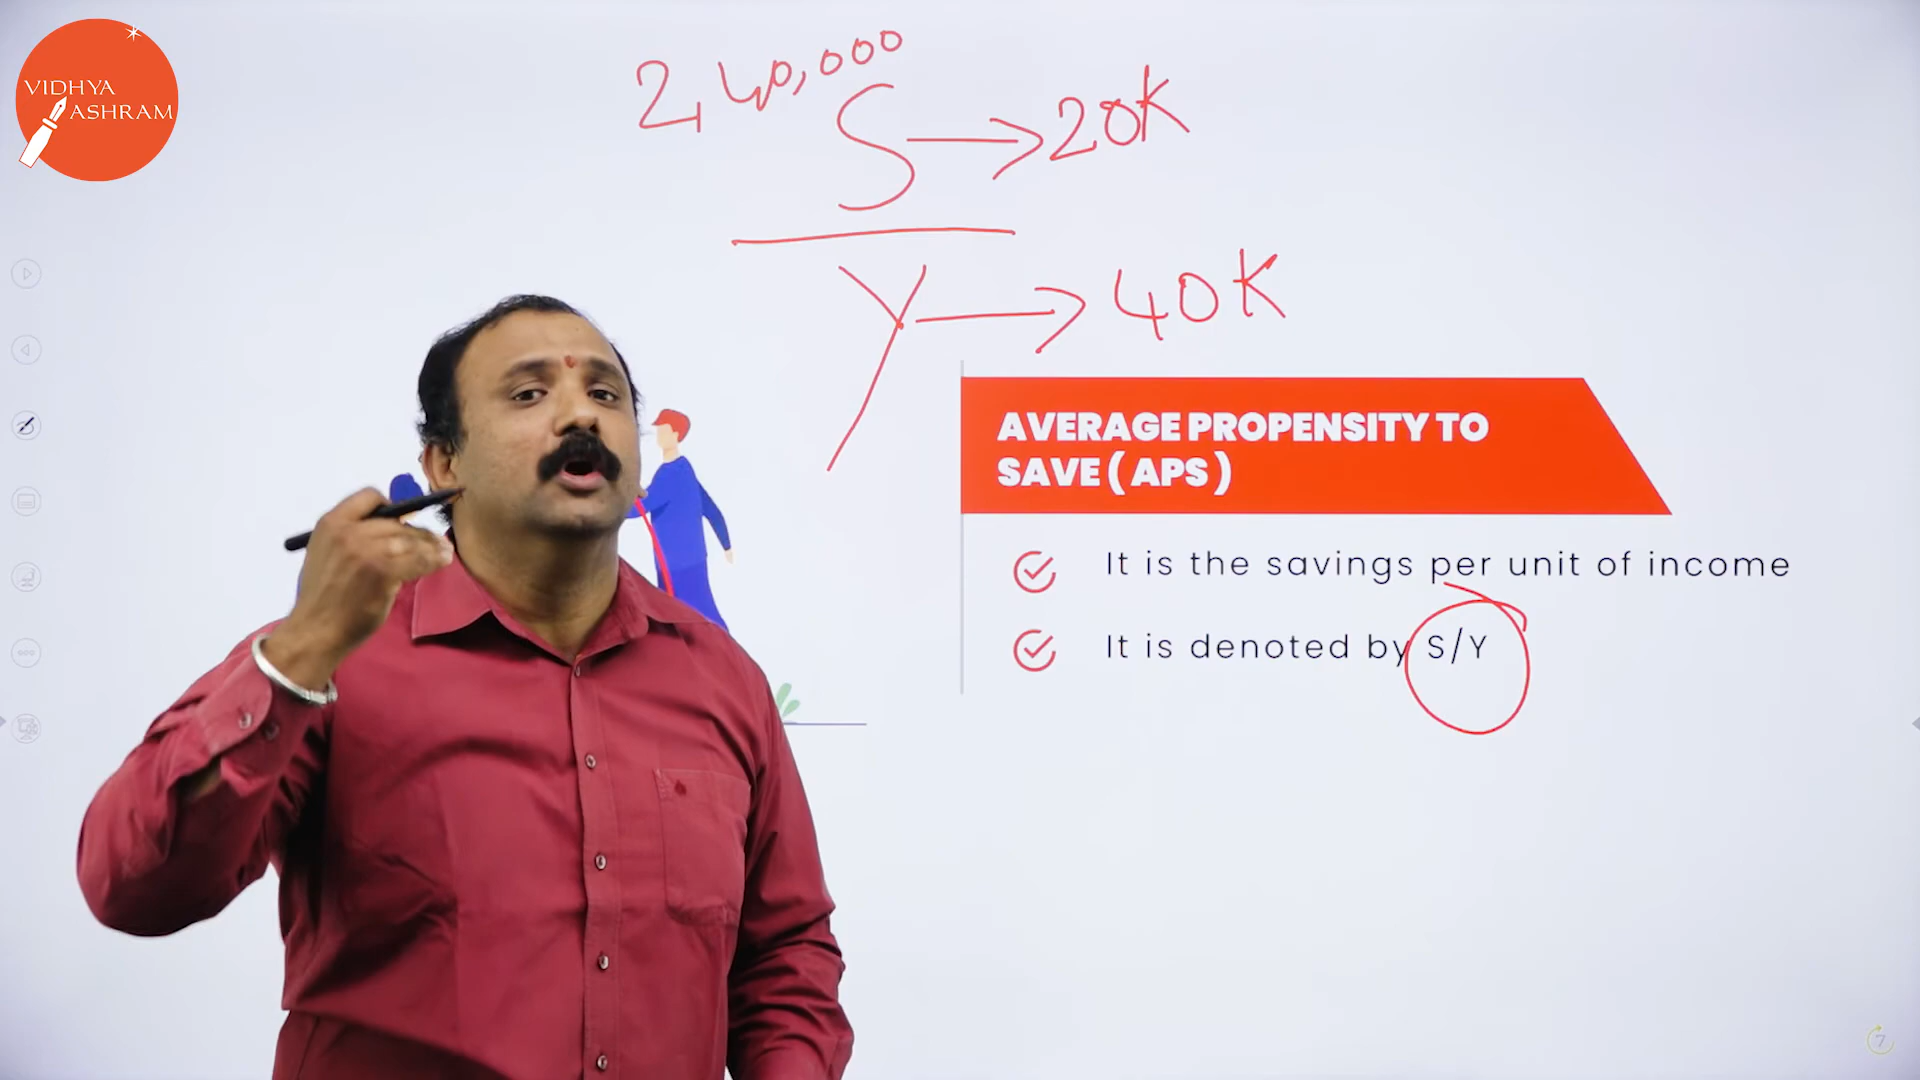 VIDHYA
ASHRAM
2,40,000
S → 20K
Y → 40K
AVERAGE PROPENSITY TO
SAVE ( APS )
It is the savings per unit of income
It is denoted by S/Y
7